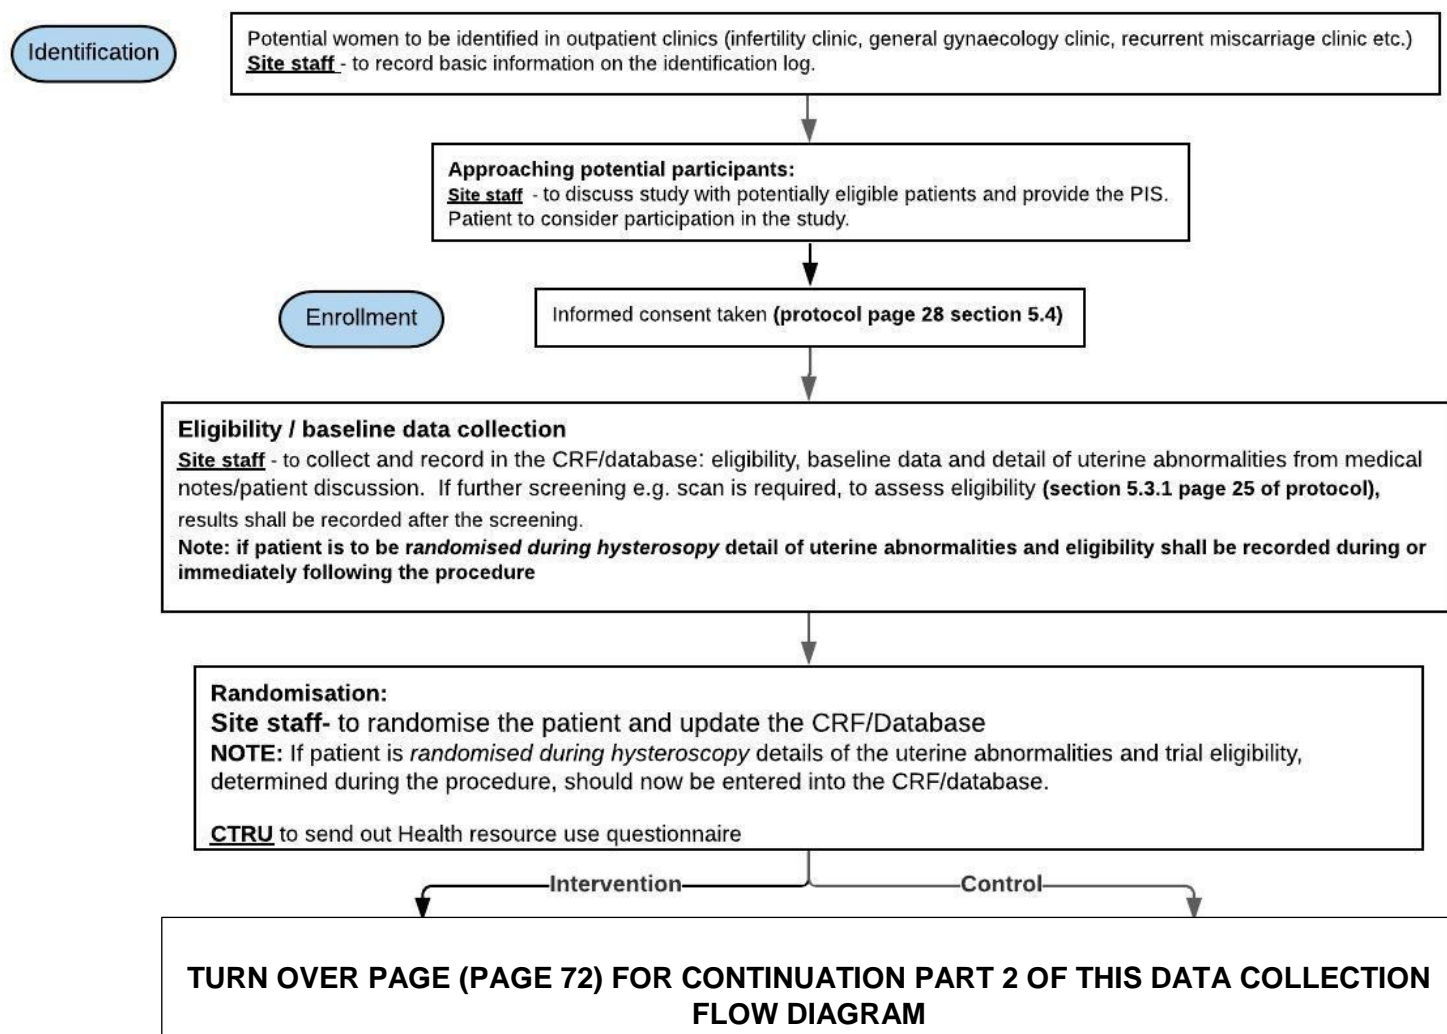 Identification
Potential women to be identified in outpatient clinics (infertility clinic, general gynaecology clinic, recurrent miscarriage clinic etc.)
Site staff - to record basic information on the identification log.
Approaching potential participants:
Site staff - to discuss study with potentially eligible patients and provide the PIS.
Patient to consider participation in the study.
Enrollment
Informed consent taken (protocol page 28 section 5.4)
Eligibility / baseline data collection
Site staff - to collect and record in the CRF/database: eligibility, baseline data and detail of uterine abnormalities from medical
notes/patient discussion. If further screening e.g. scan is required, to assess eligibility (section 5.3.1 page 25 of protocol),
results shall be recorded after the screening.
Note: if patient is to be randomised during hysterosopy detail of uterine abnormalities and eligibility shall be recorded during or
immediately following the procedure
Randomisation:
Site staff- to randomise the patient and update the CRF/Database
NOTE: If patient is randomised during hysteroscopy details of the uterine abnormalities and trial eligibility,
determined during the procedure, should now be entered into the CRF/database.
CTRU to send out Health resource use questionnaire
Intervention
Control
TURN OVER PAGE (PAGE 72) FOR CONTINUATION PART 2 OF THIS DATA COLLECTION
FLOW DIAGRAM